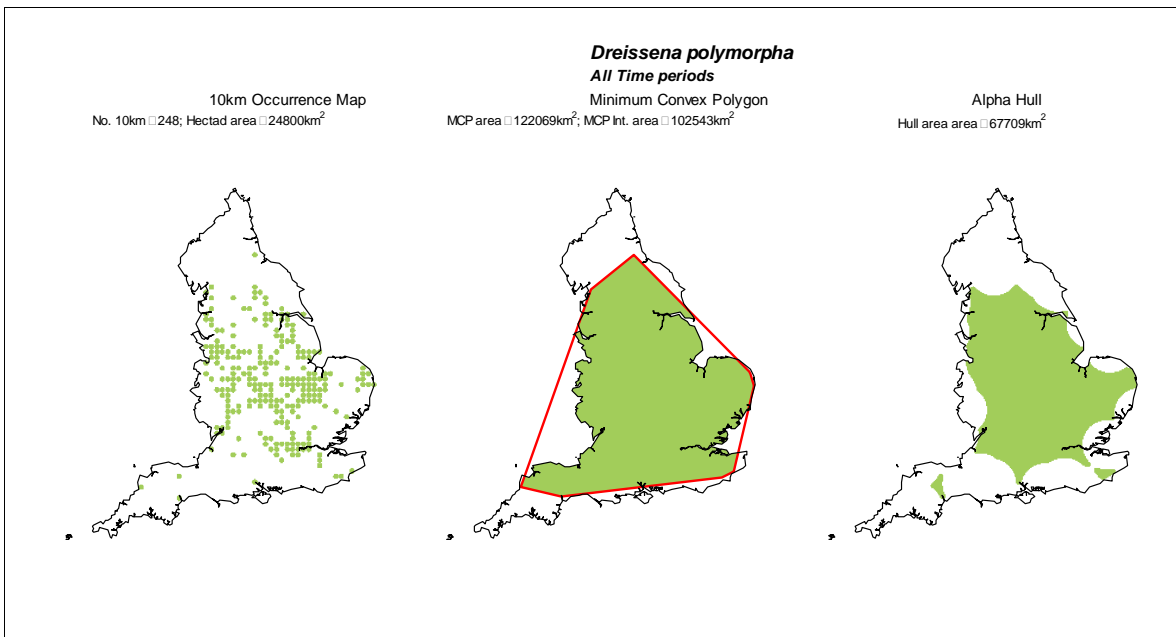 Dreissena polymorpha
All Time periods
10km Occurrence Map
No. 10km □248; Hectad area □24800km²
Minimum Convex Polygon
MCP area □122069km²; MCP Int. area □102543km²
Alpha Hull
Hull area area □67709km²